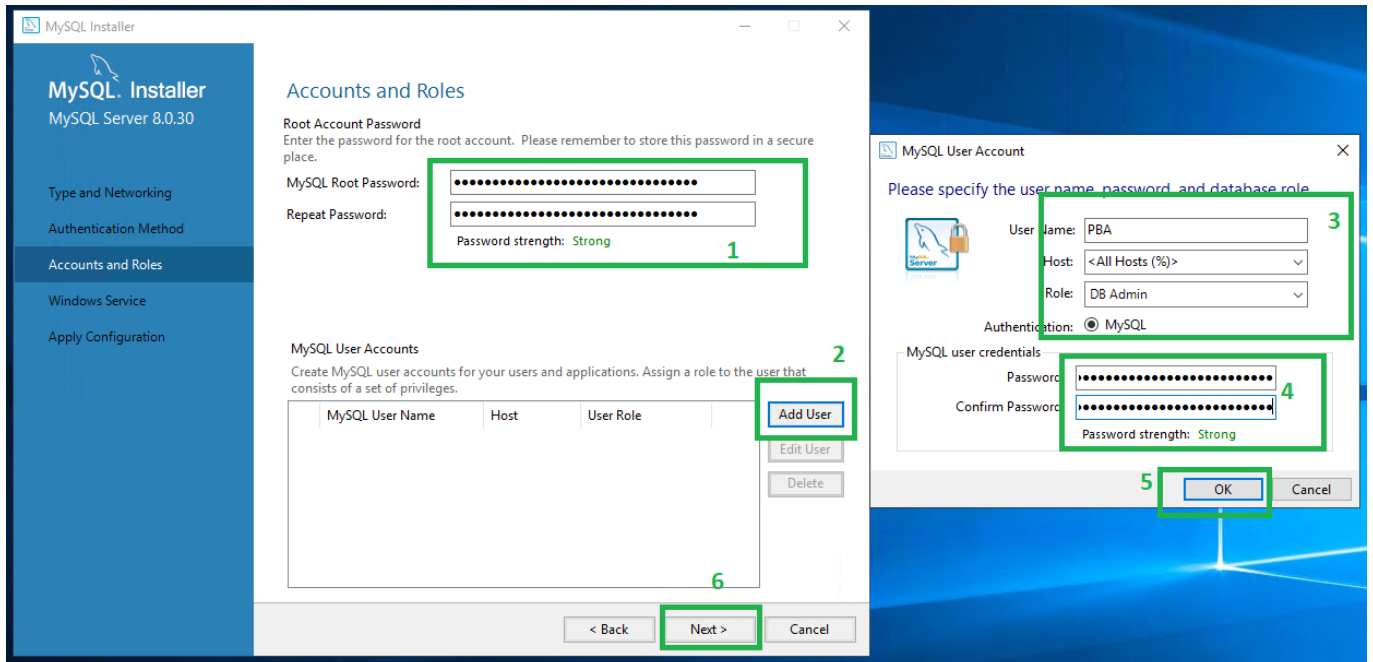 MySQL Installer
MySQL. Installer
MySQL Server 8.0.30
Type and Networking
Authentication Method
Accounts and Roles
Windows Service
Apply Configuration
Accounts and Roles
Root Account Password
Enter the password for the root account. Please remember to store this password in a secure
place.
MySQL Root Password:
Repeat Password:
Password strength: Strong
1
MySQL User Accounts
2
Create MySQL user accounts for your users and applications. Assign a role to the user that
consists of a set of privileges.
MySQL User Name Host User Role
Add User
Edit User
Delete
6
< Back Next > Cancel
MySQL User Account
Please specify the user name, password, and database role
3
User Name: PBA
Host: <All Hosts (%)>
Role: DB Admin
Authentication: MySQL
MySQL user credentials
Password
4
Confirm Password
Password strength: Strong
5
OK Cancel
Server